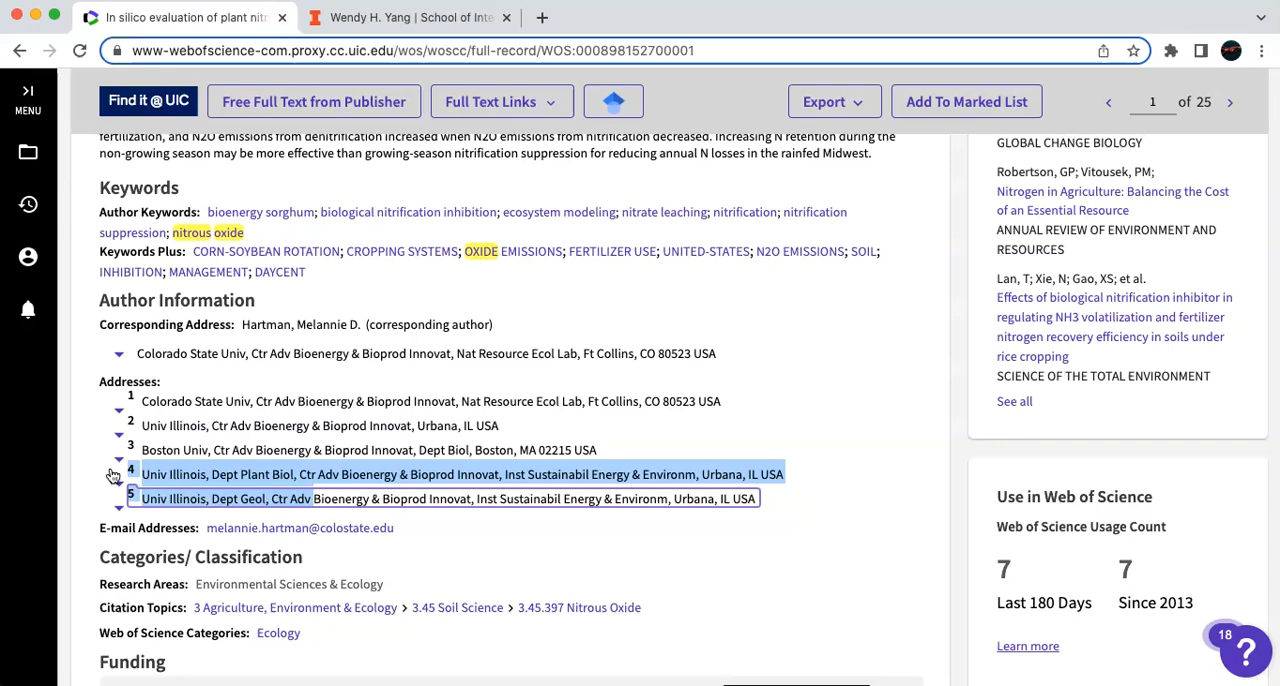 In silico evaluation of plant nitr
Wendy H. Yang | School of Inte
www-webofscience-com.proxy.cc.uic.edu/wos/woscc/full-record/WOS:000898152700001
MENU
Find it @ UIC
Free Full Text from Publisher
Full Text Links
Export
Add To Marked List
1 of 25
fertilization, and N2O emissions from denitrification increased when N2O emissions from nitrification decreased. Increasing N retention during the
non-growing season may be more effective than growing-season nitrification suppression for reducing annual N losses in the rainfed Midwest.
Keywords
Author Keywords: bioenergy sorghum; biological nitrification inhibition; ecosystem modeling; nitrate leaching; nitrification; nitrification
suppression; nitrous oxide
Keywords Plus: CORN-SOYBEAN ROTATION; CROPPING SYSTEMS; OXIDE EMISSIONS; FERTILIZER USE; UNITED-STATES; N2O EMISSIONS; SOIL;
INHIBITION; MANAGEMENT; DAYCENT
Author Information
Corresponding Address: Hartman, Melannie D. (corresponding author)
Colorado State Univ, Ctr Adv Bioenergy & Bioprod Innovat, Nat Resource Ecol Lab, Ft Collins, CO 80523 USA
Addresses:
1 Colorado State Univ, Ctr Adv Bioenergy & Bioprod Innovat, Nat Resource Ecol Lab, Ft Collins, CO 80523 USA
2 Univ Illinois, Ctr Adv Bioenergy & Bioprod Innovat, Urbana, IL USA
3 Boston Univ, Ctr Adv Bioenergy & Bioprod Innovat, Dept Biol, Boston, MA 02215 USA
4 Univ Illinois, Dept Plant Biol, Ctr Adv Bioenergy & Bioprod Innovat, Inst Sustainabil Energy & Environm, Urbana, IL USA
5 Univ Illinois, Dept Geol, Ctr Adv Bioenergy & Bioprod Innovat, Inst Sustainabil Energy & Environm, Urbana, IL USA
E-mail Addresses: melannie.hartman@colostate.edu
Categories/ Classification
Research Areas: Environmental Sciences & Ecology
Citation Topics: 3 Agriculture, Environment & Ecology > 3.45 Soil Science > 3.45.397 Nitrous Oxide
Web of Science Categories: Ecology
Funding
GLOBAL CHANGE BIOLOGY
Robertson, GP; Vitousek, PM;
Nitrogen in Agriculture: Balancing the Cost
of an Essential Resource
ANNUAL REVIEW OF ENVIRONMENT AND
RESOURCES
Lan, T; Xie, N; Gao, XS; et al.
Effects of biological nitrification inhibitor in
regulating NH3 volatilization and fertilizer
nitrogen recovery efficiency in soils under
rice cropping
SCIENCE OF THE TOTAL ENVIRONMENT
See all
Use in Web of Science
Web of Science Usage Count
7 7
Last 180 Days Since 2013
Learn more
18
?